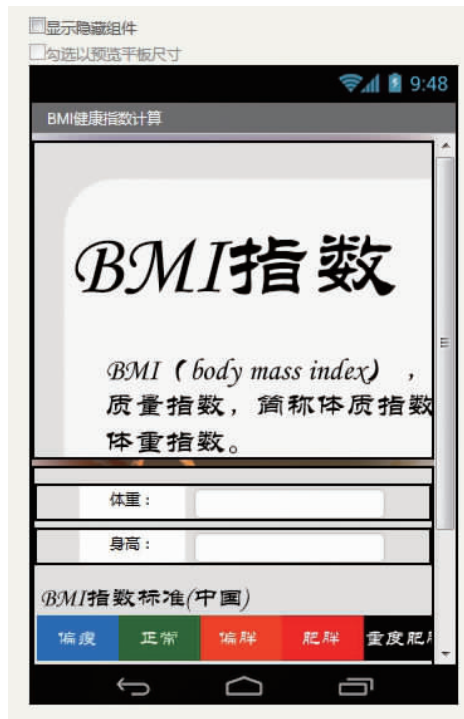 显示隐藏组件
勾选以预览平板尺寸
9:48
BMI健康指数计算
BMI指数
BMI（body mass index），
质量指数，简称体质指数
体重指数。
体重：
身高：
BMI指数标准(中国)
偏瘦 正常 偏胖 肥胖 重度肥